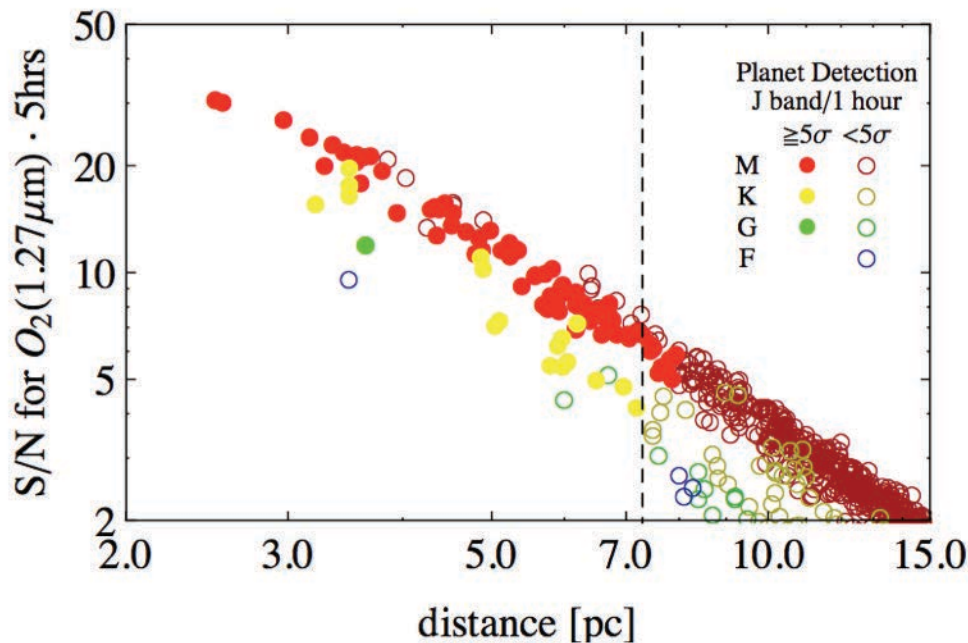 50
20
10
5
2
S/N for O₂(1.27μm) · 5hrs
Planet Detection
J band/1 hour
≧5σ <5σ
M
K
G
F
2.0 3.0 5.0 7.0 10.0 15.0
distance [pc]